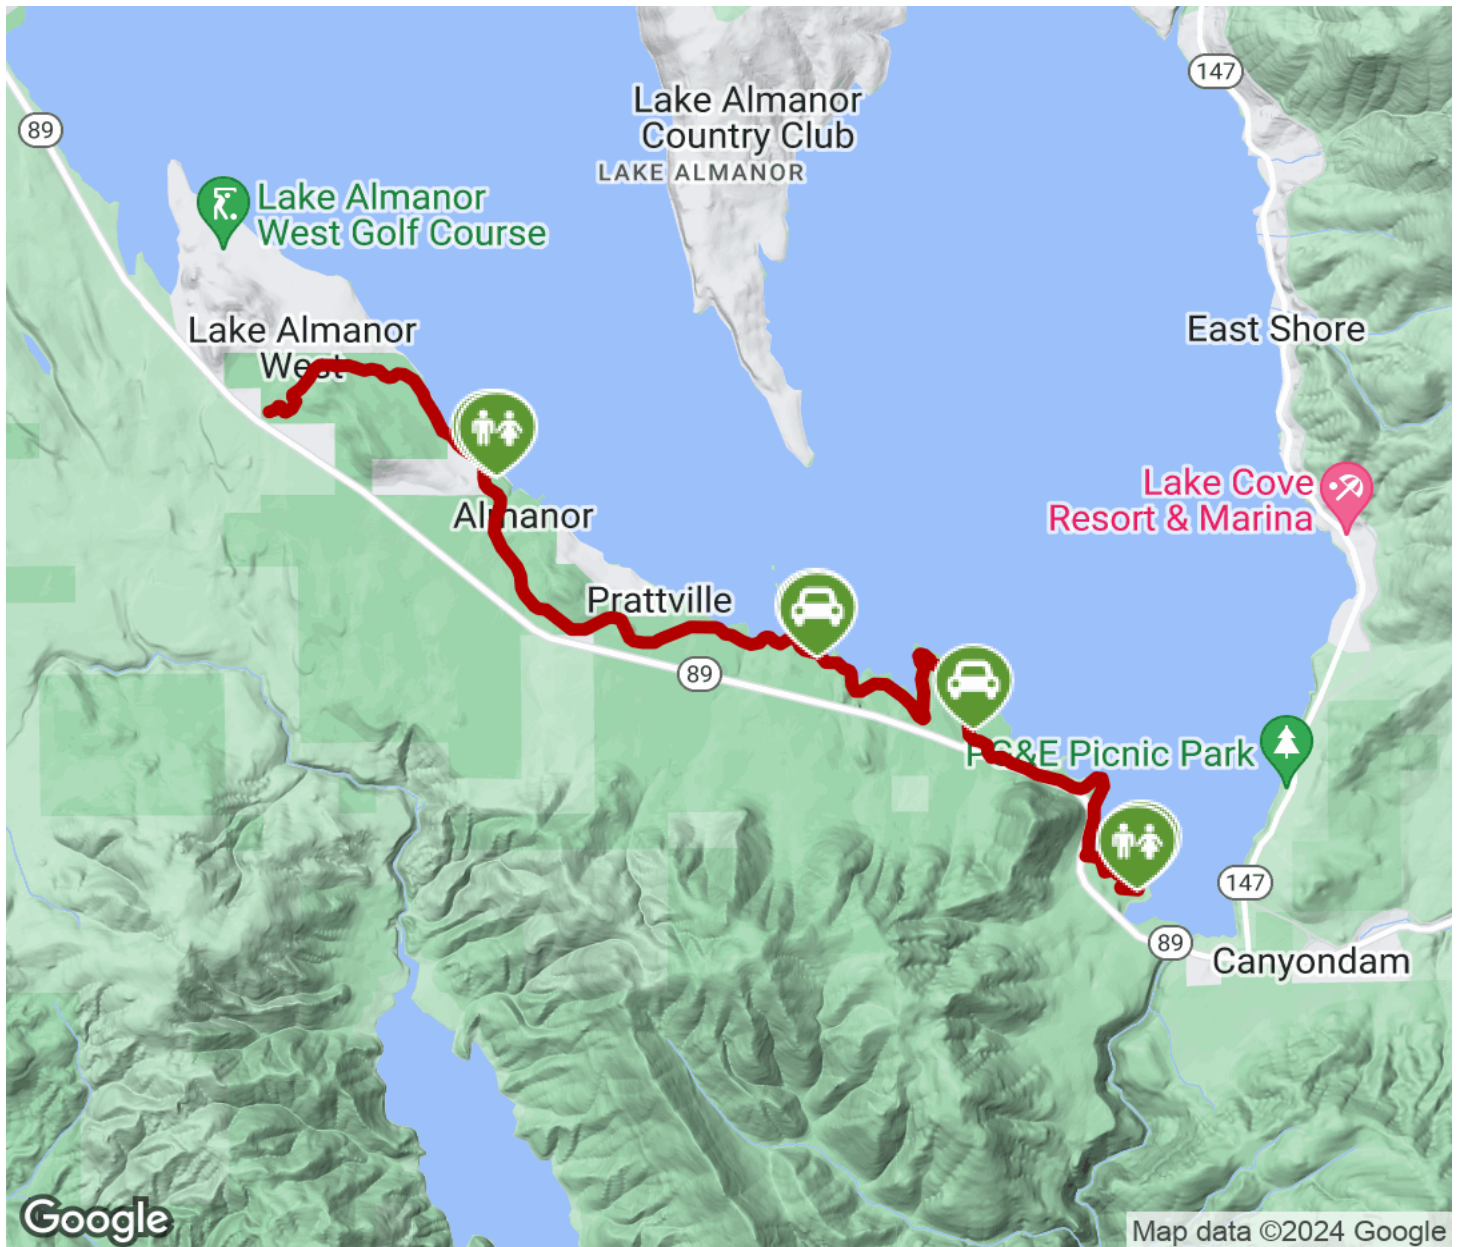 147
Lake Almanor
Country Club
LAKE ALMANOR
89
Lake Almanor
West Golf Course
Lake Almanor
West
East Shore
Lake Cove
Resort & Marina
Almanor
Prattville
89
PG&E Picnic Park
147
89
Canyondam
Google
Map data ©2024 Google